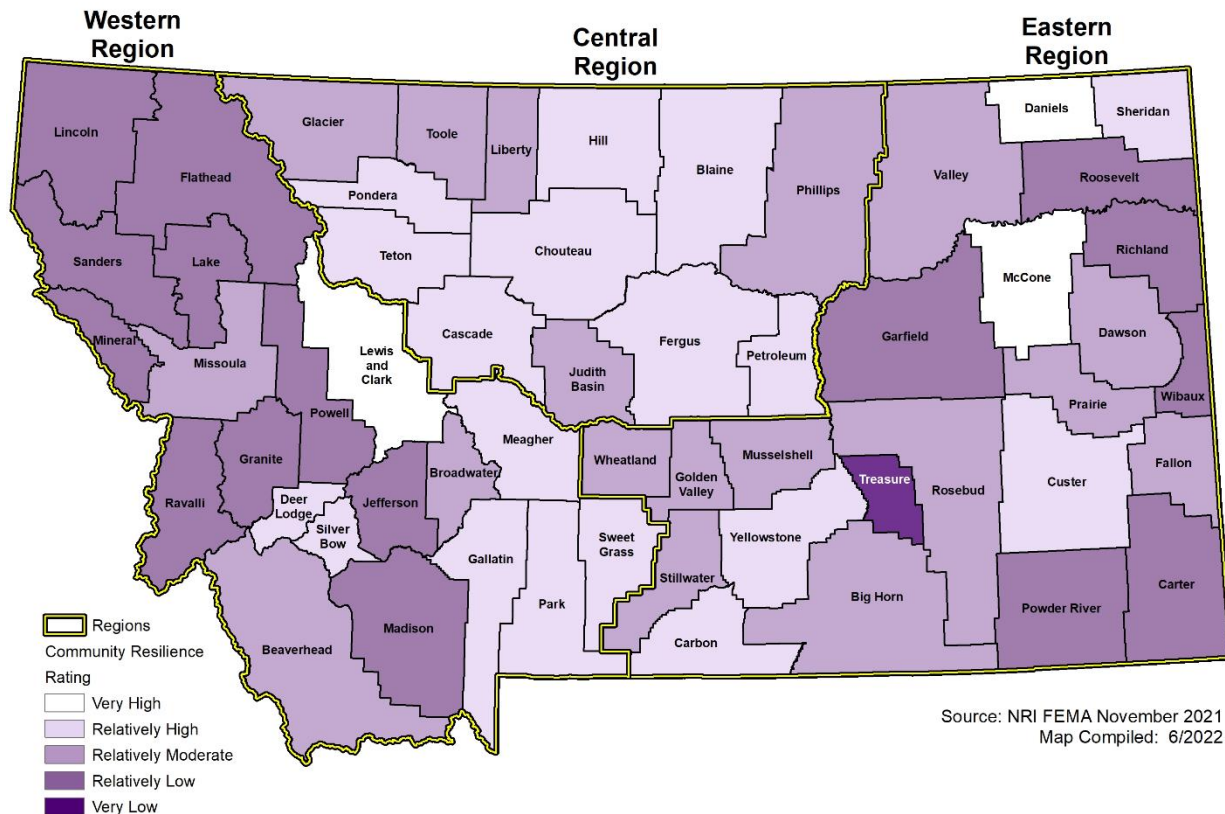 Western
Region
Central
Region
Eastern
Region
Lincoln
Flathead
Glacier
Toole
Liberty
Hill
Blaine
Phillips
Valley
Daniels
Sheridan
Roosevelt
Pondera
Teton
Chouteau
Sanders
Lake
Richland
McCone
Mineral
Missoula
Lewis
and
Clark
Cascade
Judith
Basin
Fergus
Petroleum
Garfield
Dawson
Wibaux
Prairie
Powell
Meagher
Ravalli
Granite
Deer
Lodge
Silver
Bow
Jefferson
Broadwater
Wheatland
Golden
Valley
Musselshell
Treasure
Rosebud
Custer
Fallon
Gallatin
Park
Sweet
Grass
Stillwater
Yellowstone
Big Horn
Carbon
Powder River
Carter
Beaverhead
Madison
Regions
Community Resilience
Rating
Very High
Relatively High
Relatively Moderate
Relatively Low
Very Low
Source: NRI FEMA November 2021
Map Compiled: 6/2022